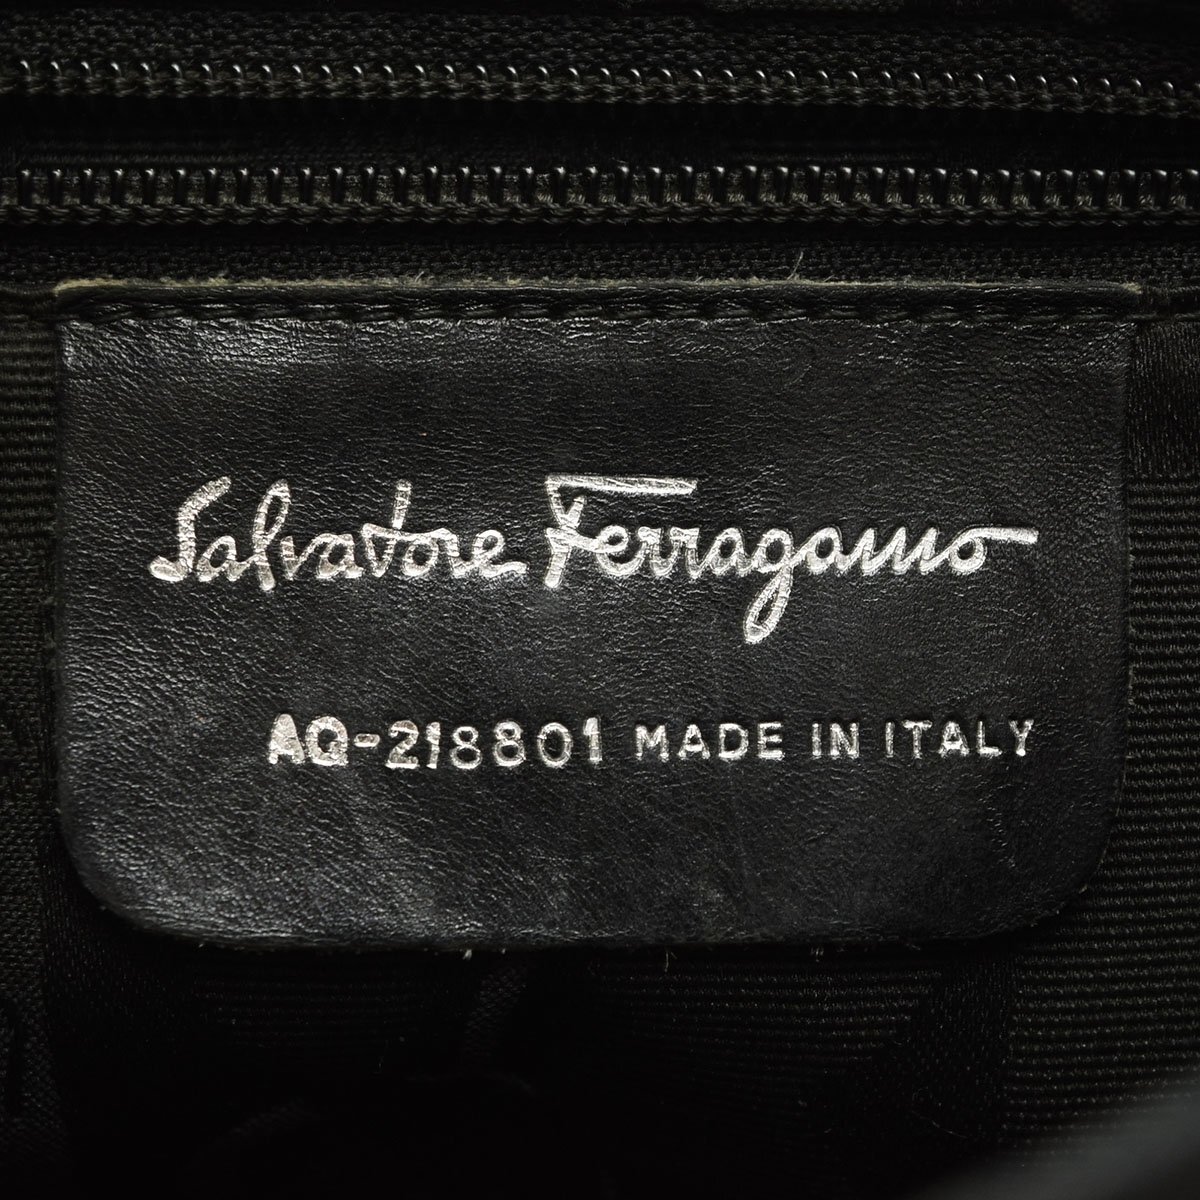 Salvatore Ferragamo
AQ-218801 MADE IN ITALY